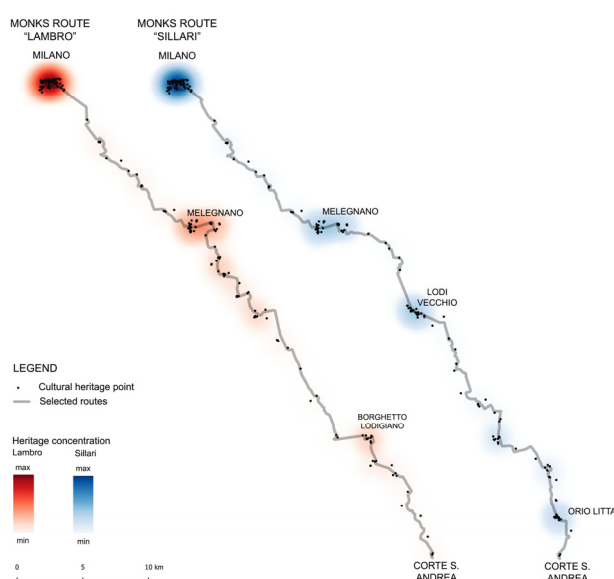 MONKS ROUTE
“LAMBRO”
MILANO
MONKS ROUTE
“SILLARI”
MILANO
MELEGNANO
MELEGNANO
LODI
VECCHIO
BORGHETTO
LODIGIANO
ORIO LITTA
CORTE S.
ANDREA
CORTE S.
ANDREA
LEGEND
Cultural heritage point
Selected routes
Heritage concentration
Lambro Sillari
max max
min min
0 5 10 km